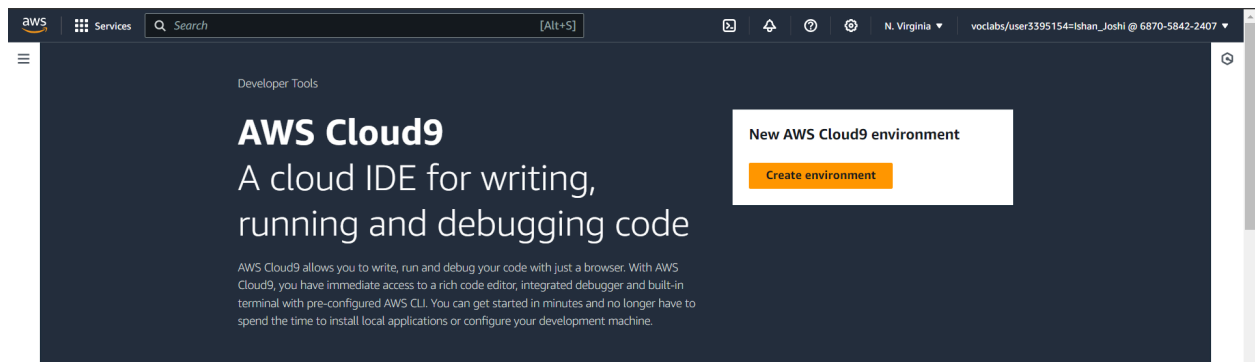 aws Services Search [Alt+S] N. Virginia voclabs/user3395154=Ishan_Joshi @ 6870-5842-2407
Developer Tools
AWS Cloud9
A cloud IDE for writing,
running and debugging code
AWS Cloud9 allows you to write, run and debug your code with just a browser. With AWS
Cloud9, you have immediate access to a rich code editor, integrated debugger and built-in
terminal with pre-configured AWS CLI. You can get started in minutes and no longer have to
spend the time to install local applications or configure your development machine.
New AWS Cloud9 environment
Create environment